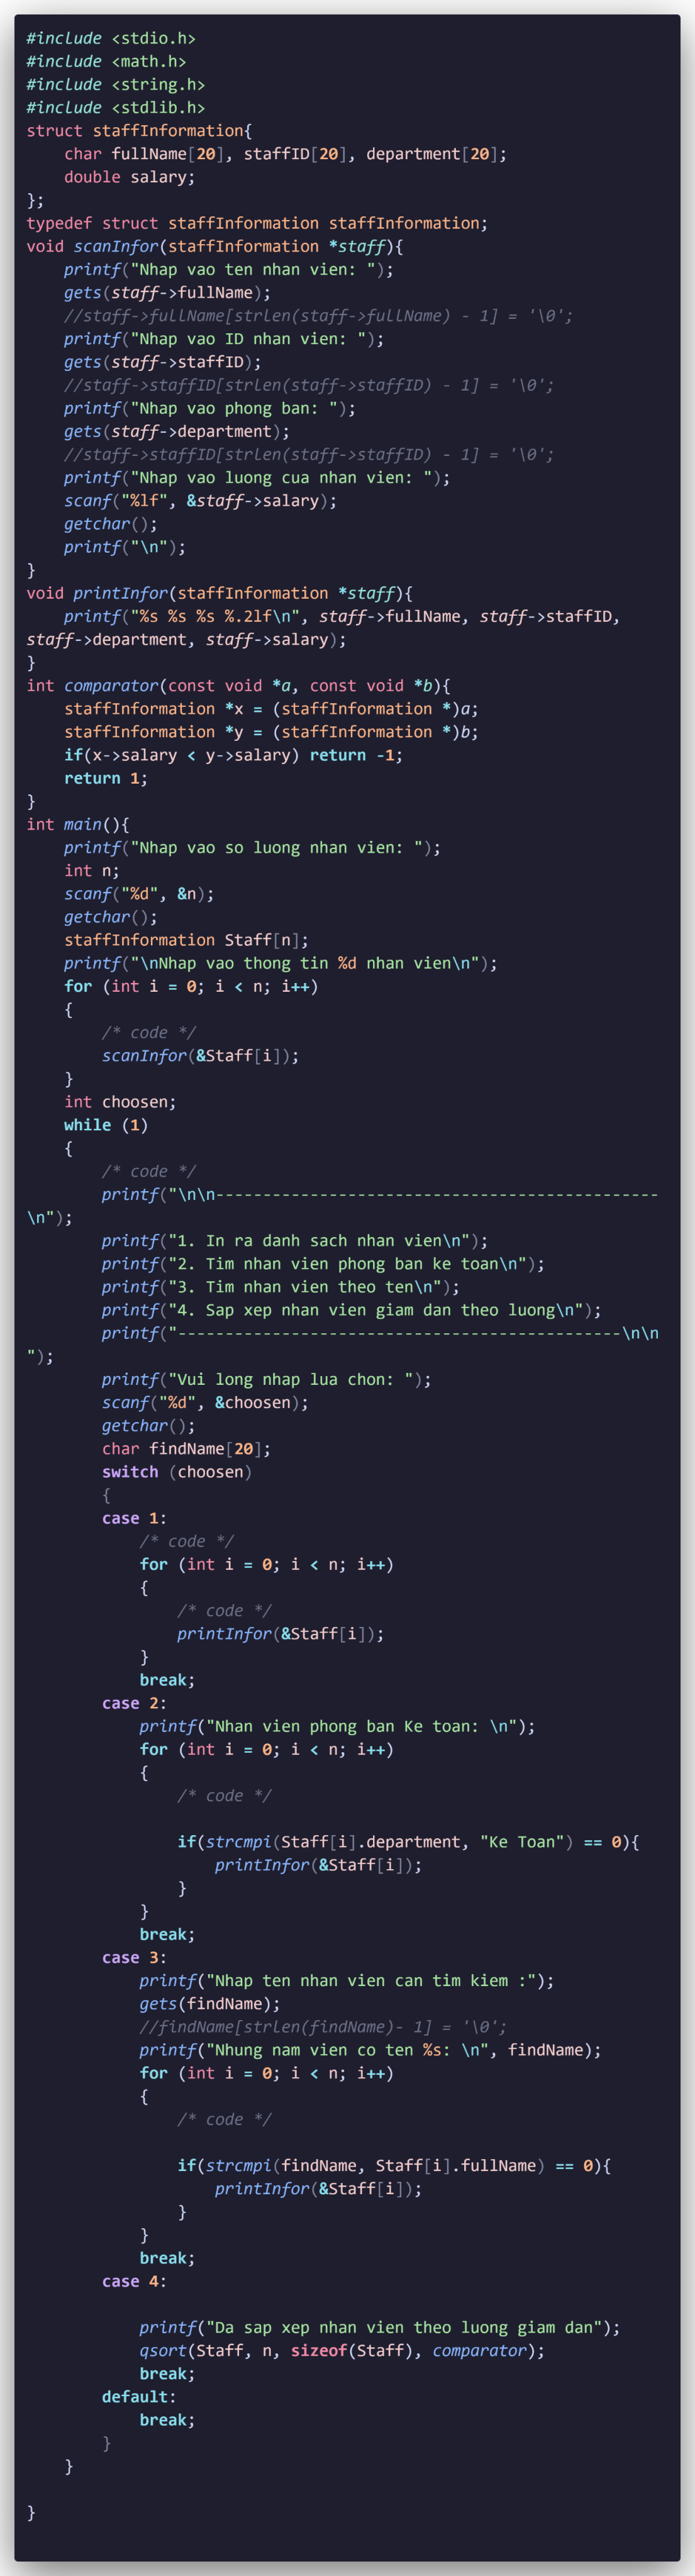 #include <stdio.h>
#include <math.h>
#include <string.h>
#include <stdlib.h>
struct staffInformation{
    char fullName[20], staffID[20], department[20];
    double salary;
};
typedef struct staffInformation staffInformation;
void scanInfor(staffInformation *staff){
    printf("Nhap vao ten nhan vien: ");
    gets(staff->fullName);
    //staff->fullName[strlen(staff->fullName) - 1] = '\0';
    printf("Nhap vao ID nhan vien: ");
    gets(staff->staffID);
    //staff->staffID[strlen(staff->staffID) - 1] = '\0';
    printf("Nhap vao phong ban: ");
    gets(staff->department);
    //staff->staffID[strlen(staff->staffID) - 1] = '\0';
    printf("Nhap vao luong cua nhan vien: ");
    scanf("%lf", &staff->salary);
    getchar();
    printf("\n");
}
void printInfor(staffInformation *staff){
    printf("%s %s %s %.2lf\n", staff->fullName, staff->staffID,
staff->department, staff->salary);
}
int comparator(const void *a, const void *b){
    staffInformation *x = (staffInformation *)a;
    staffInformation *y = (staffInformation *)b;
    if(x->salary < y->salary) return -1;
    return 1;
}
int main(){
    printf("Nhap vao so luong nhan vien: ");
    int n;
    scanf("%d", &n);
    getchar();
    staffInformation Staff[n];
    printf("\nNhap vao thong tin %d nhan vien\n");
    for (int i = 0; i < n; i++)
    {
        /* code */
        scanInfor(&Staff[i]);
    }
    int choosen;
    while (1)
    {
        /* code */
        printf("\n\n-----------------------------------------------
\n");
        printf("1. In ra danh sach nhan vien\n");
        printf("2. Tim nhan vien phong ban ke toan\n");
        printf("3. Tim nhan vien theo ten\n");
        printf("4. Sap xep nhan vien giam dan theo luong\n");
        printf("-----------------------------------------------\n\n
");
        printf("Vui long nhap lua chon: ");
        scanf("%d", &choosen);
        getchar();
        char findName[20];
        switch (choosen)
        {
        case 1:
            /* code */
            for (int i = 0; i < n; i++)
            {
                /* code */
                printInfor(&Staff[i]);
            }
            break;
        case 2:
            printf("Nhan vien phong ban Ke toan: \n");
            for (int i = 0; i < n; i++)
            {
                /* code */
                if(strcmpi(Staff[i].department, "Ke Toan") == 0){
                    printInfor(&Staff[i]);
                }
            }
            break;
        case 3:
            printf("Nhap ten nhan vien can tim kiem :");
            gets(findName);
            //findName[strlen(findName)- 1] = '\0';
            printf("Nhung nam vien co ten %s: \n", findName);
            for (int i = 0; i < n; i++)
            {
                /* code */
                if(strcmpi(findName, Staff[i].fullName) == 0){
                    printInfor(&Staff[i]);
                }
            }
            break;
        case 4:
            printf("Da sap xep nhan vien theo luong giam dan");
            qsort(Staff, n, sizeof(Staff), comparator);
            break;
        default:
            break;
        }
    }
}